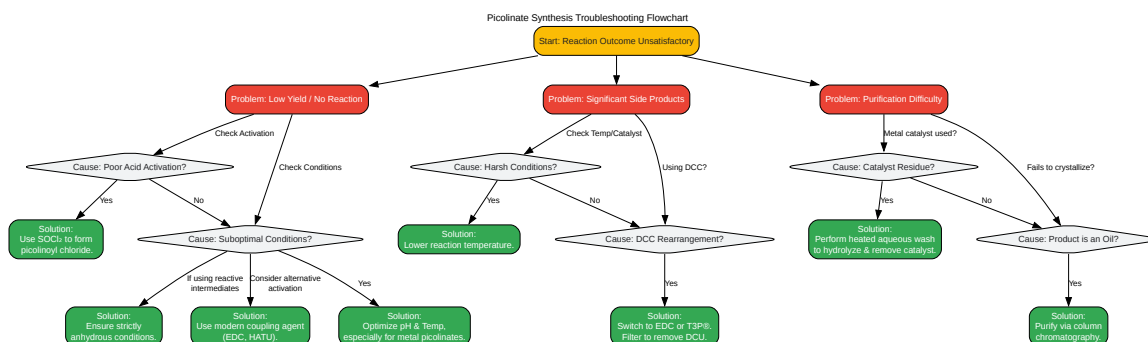 Picolinate Synthesis Troubleshooting Flowchart
Start: Reaction Outcome Unsatisfactory
Problem: Low Yield / No Reaction
Problem: Significant Side Products
Problem: Purification Difficulty
Check Activation
Check Temp/Catalyst
Metal catalyst used?
Cause: Poor Acid Activation?
Check Conditions
Cause: Harsh Conditions?
Using DCC?
Cause: Catalyst Residue?
Fails to crystallize?
Yes
No
Yes
No
Yes
No
Solution:
Use SOCl₂ to form
picolinoyl chloride.
Cause: Suboptimal Conditions?
Solution:
Lower reaction temperature.
Cause: DCC Rearrangement?
Solution:
Perform heated aqueous wash
to hydrolyze & remove catalyst.
Cause: Product is an Oil?
If using reactive
intermediates
Consider alternative
activation
Yes
Yes
Yes
Solution:
Ensure strictly
anhydrous conditions.
Solution:
Use modern coupling agent
(EDC, HATU).
Solution:
Optimize pH & Temp,
especially for metal picolinates.
Solution:
Switch to EDC or T3P®.
Filter to remove DCU.
Solution:
Purify via column
chromatography.